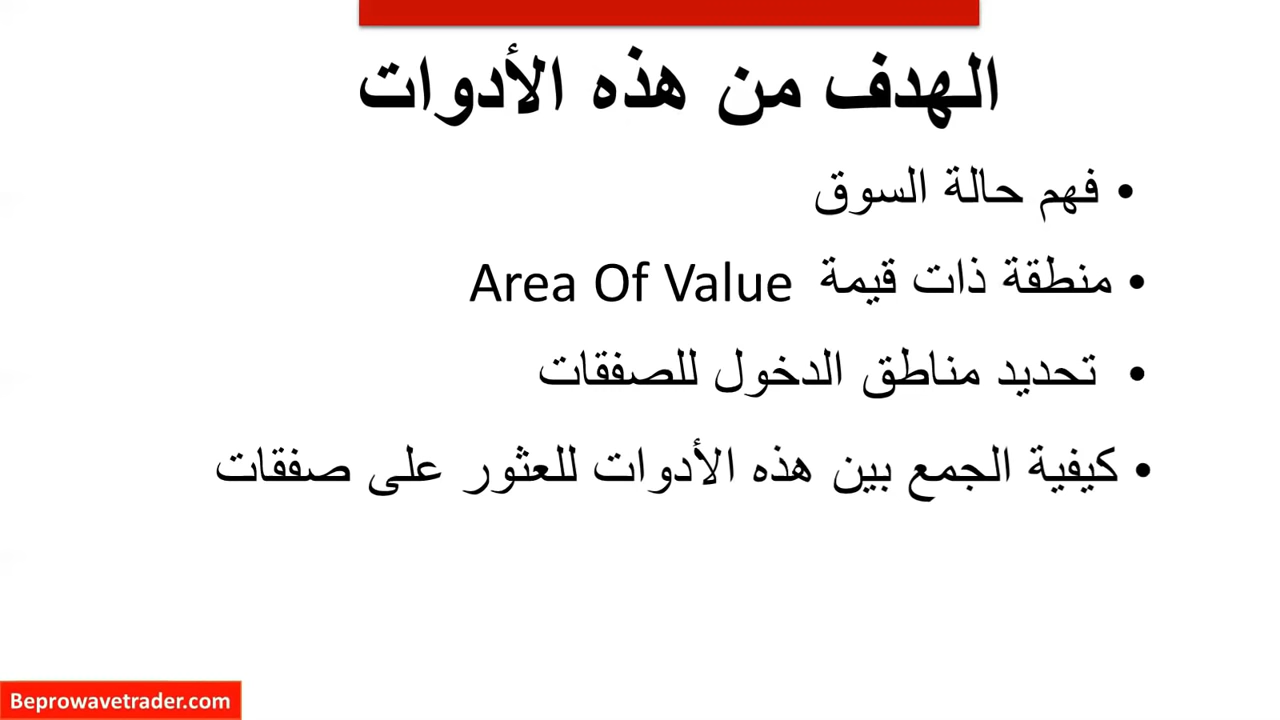 الهدف من هذه الأدوات
• فهم حالة السوق
• منطقة ذات قيمة Area Of Value
• تحديد مناطق الدخول للصفقات
• كيفية الجمع بين هذه الأدوات للعثور على صفقات
Beprowavetrader.com